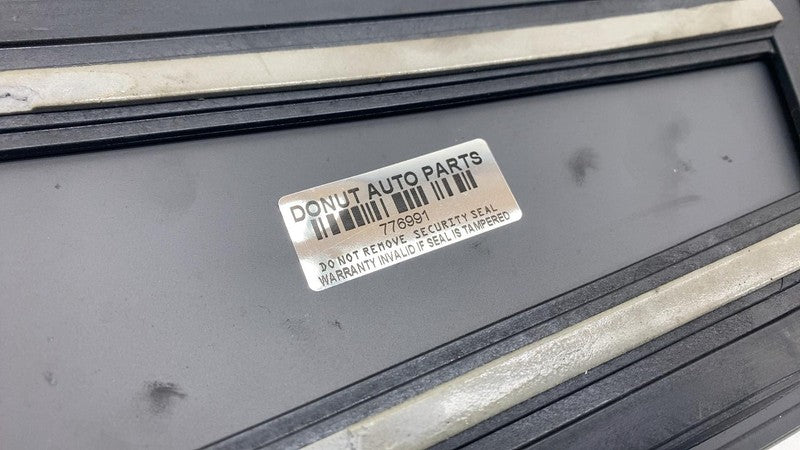 DONUT AUTO PARTS
776991
DO NOT REMOVE SECURITY SEAL
WARRANTY INVALID IF SEAL IS TAMPERED